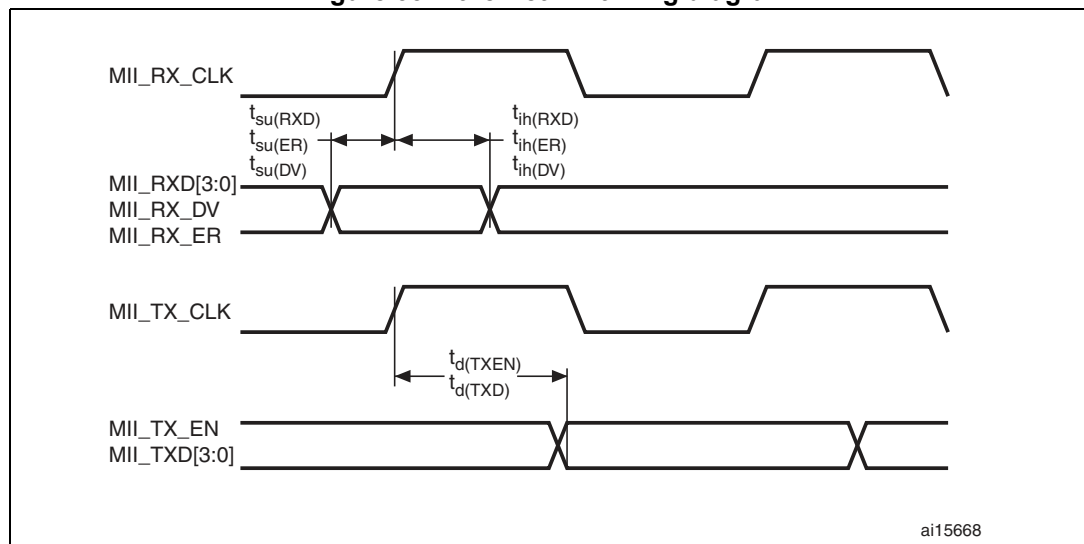 MII_RX_CLK
tsu(RXD)
tsu(ER)
tsu(DV)
tih(RXD)
tih(ER)
tih(DV)
MII_RXD[3:0]
MII_RX_DV
MII_RX_ER
MII_TX_CLK
td(TXEN)
td(TXD)
MII_TX_EN
MII_TXD[3:0]
ai15668